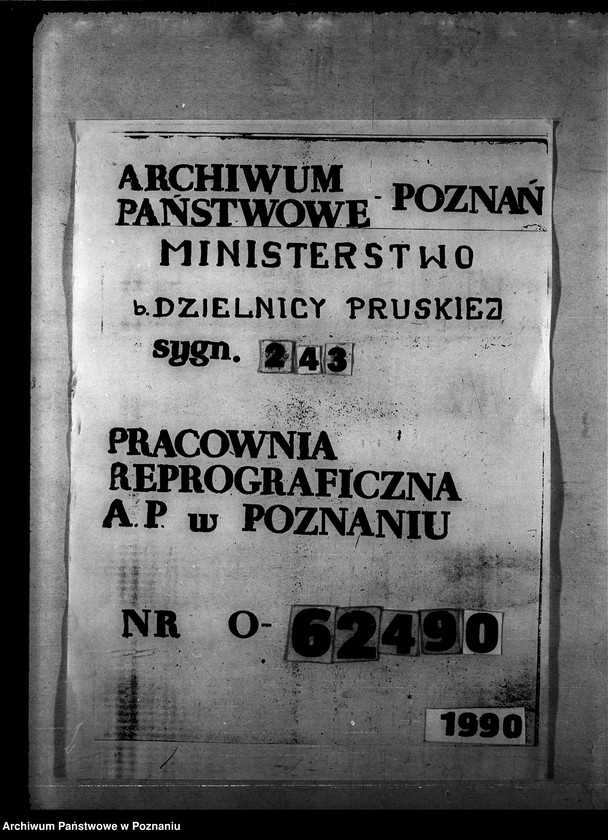 ARCHIWUM
PAŃSTWOWE - POZNAŃ
MINISTERSTWO
b. DZIELNICY PRUSKIEJ
sygn. 243
PRACOWNIA
REPROGRAFICZNA
A. P. w POZNANIU
NR O-62490
1990
Archiwum Państwowe w Poznaniu